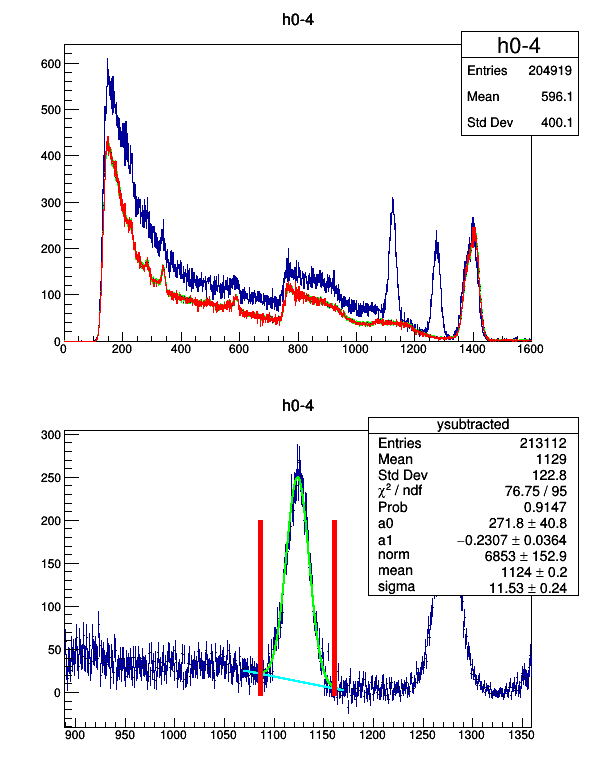 h0-4
h0-4
Entries 204919
Mean 596.1
Std Dev 400.1
600
500
400
300
200
100
0
0 200 400 600 800 1000 1200 1400 1600
h0-4
ysubtracted
Entries 213112
Mean 1129
Std Dev 122.8
χ² / ndf 76.75 / 95
Prob 0.9147
a0 271.8 ± 40.8
a1 −0.2307 ± 0.0364
norm 6853 ± 152.9
mean 1124 ± 0.2
sigma 11.53 ± 0.24
300
250
200
150
100
50
0
900 950 1000 1050 1100 1150 1200 1250 1300 1350